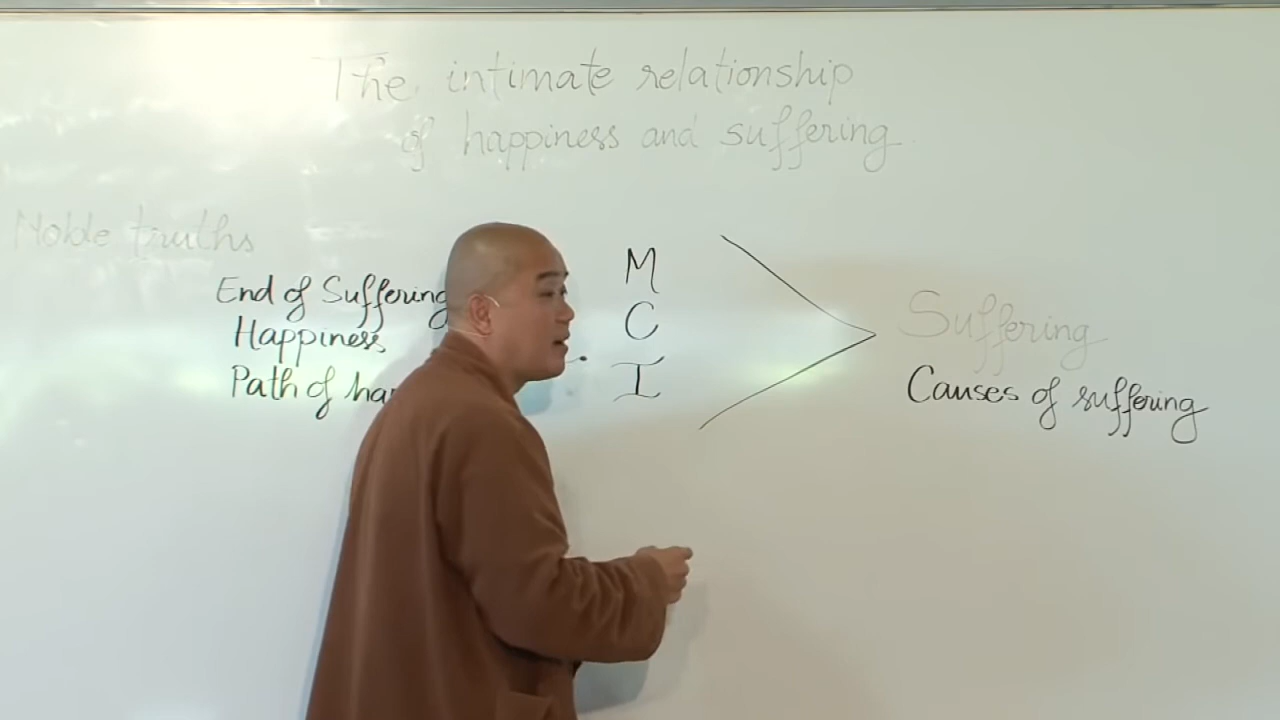 The intimate relationship
of happiness and suffering
Noble truths
End of Suffering
Happiness
Path of ha
M
C
I
Suffering
Causes of suffering